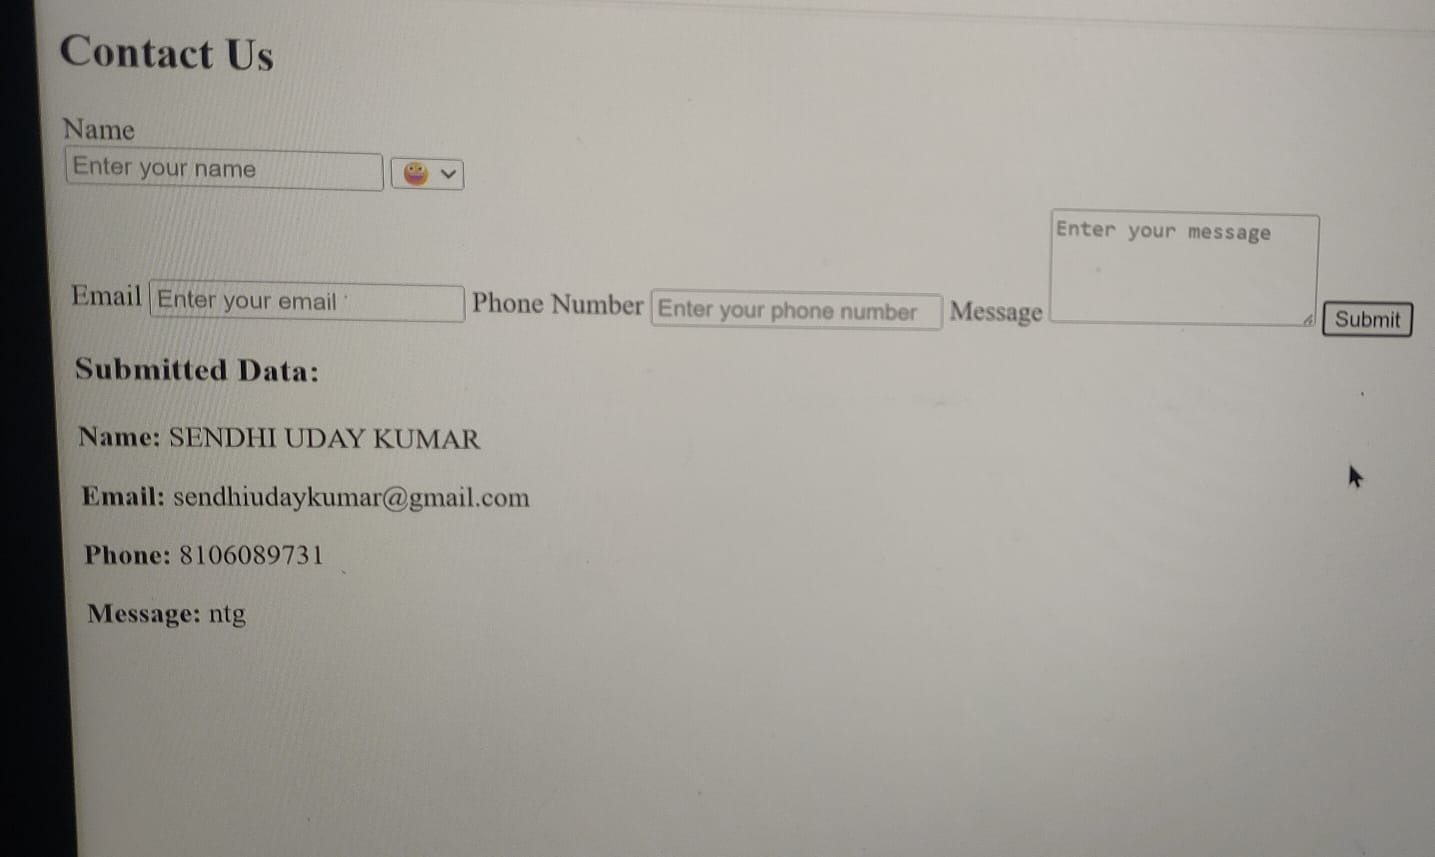 Contact Us
Name
Enter your name
Enter your message
Email Enter your email Phone Number Enter your phone number Message Submit
Submitted Data:
Name: SENDHI UDAY KUMAR
Email: sendhiudaykumar@gmail.com
Phone: 8106089731
Message: ntg